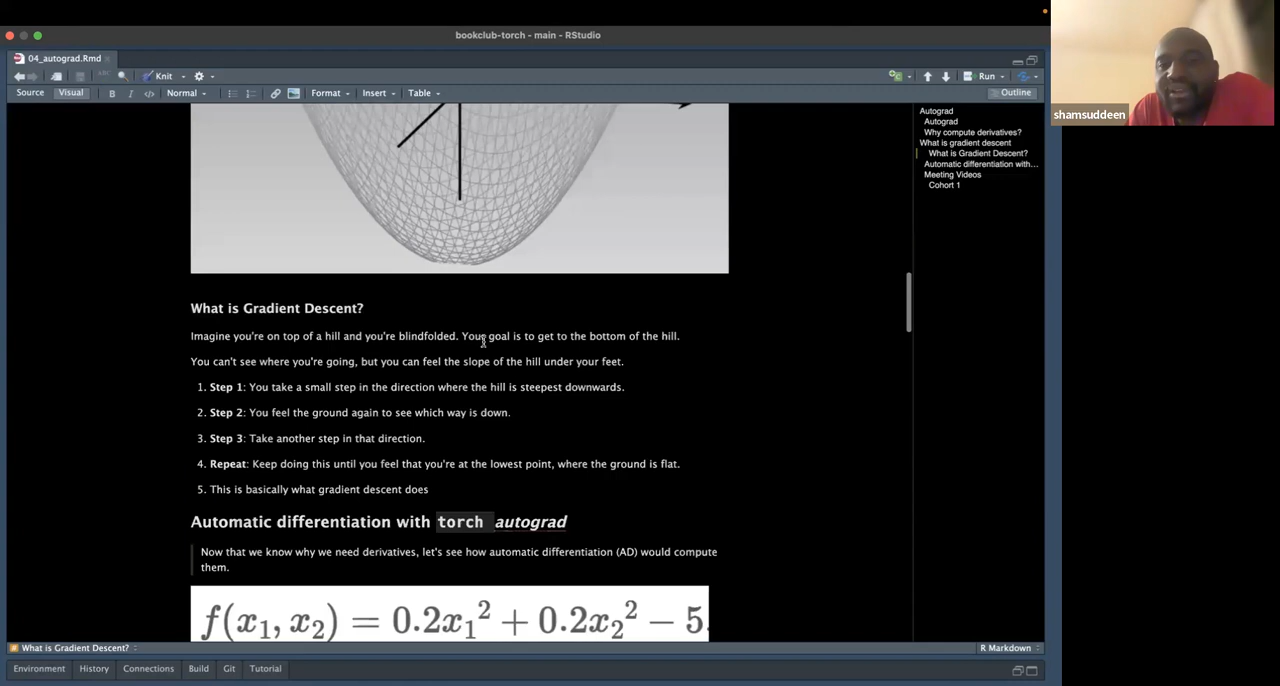 bookclub-torch - main - RStudio
04_autograd.Rmd
Knit
Run
Source Visual B I </> Normal Format Insert Table Outline
Autograd
Autograd
Why compute derivatives?
What is gradient descent
What is Gradient Descent?
Automatic differentiation with...
Meeting Videos
Cohort 1
shamsuddeen
What is Gradient Descent?
Imagine you're on top of a hill and you're blindfolded. Your goal is to get to the bottom of the hill.
You can't see where you're going, but you can feel the slope of the hill under your feet.
1. Step 1: You take a small step in the direction where the hill is steepest downwards.
2. Step 2: You feel the ground again to see which way is down.
3. Step 3: Take another step in that direction.
4. Repeat: Keep doing this until you feel that you're at the lowest point, where the ground is flat.
5. This is basically what gradient descent does
Automatic differentiation with torch autograd
Now that we know why we need derivatives, let's see how automatic differentiation (AD) would compute
them.
f(x₁, x₂) = 0.2x₁² + 0.2x₂² − 5
What is Gradient Descent?
R Markdown
Environment History Connections Build Git Tutorial